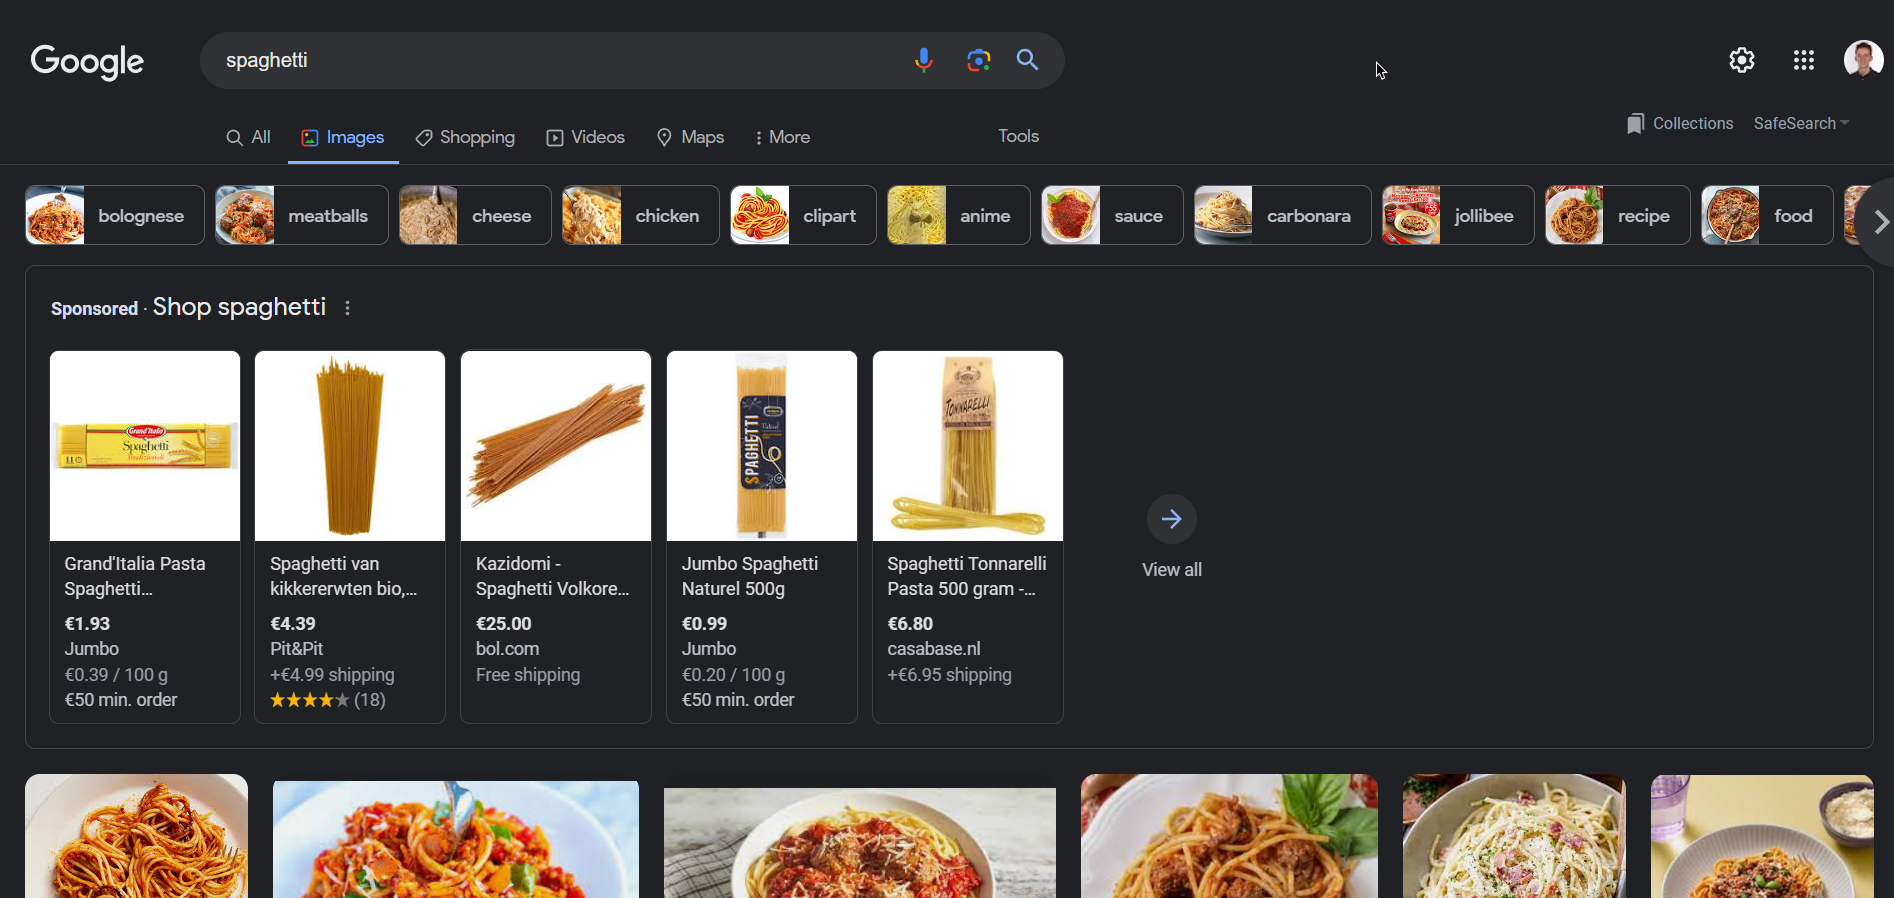 Google
spaghetti
All
Images
Shopping
Videos
Maps
More
Tools
Collections
SafeSearch
bolognese
meatballs
cheese
chicken
clipart
anime
sauce
carbonara
jollibee
recipe
food
Sponsored · Shop spaghetti
Grand'Italia
Spaghetti
Tradizionali
SPAGHETTI
TONNARELLI
Grand'Italia Pasta
Spaghetti...
€1.93
Jumbo
€0.39 / 100 g
€50 min. order
Spaghetti van
kikkererwten bio,...
€4.39
Pit&Pit
+€4.99 shipping
(18)
Kazidomi -
Spaghetti Volkore...
€25.00
bol.com
Free shipping
Jumbo Spaghetti
Naturel 500g
€0.99
Jumbo
€0.20 / 100 g
€50 min. order
Spaghetti Tonnarelli
Pasta 500 gram -...
€6.80
casabase.nl
+€6.95 shipping
View all